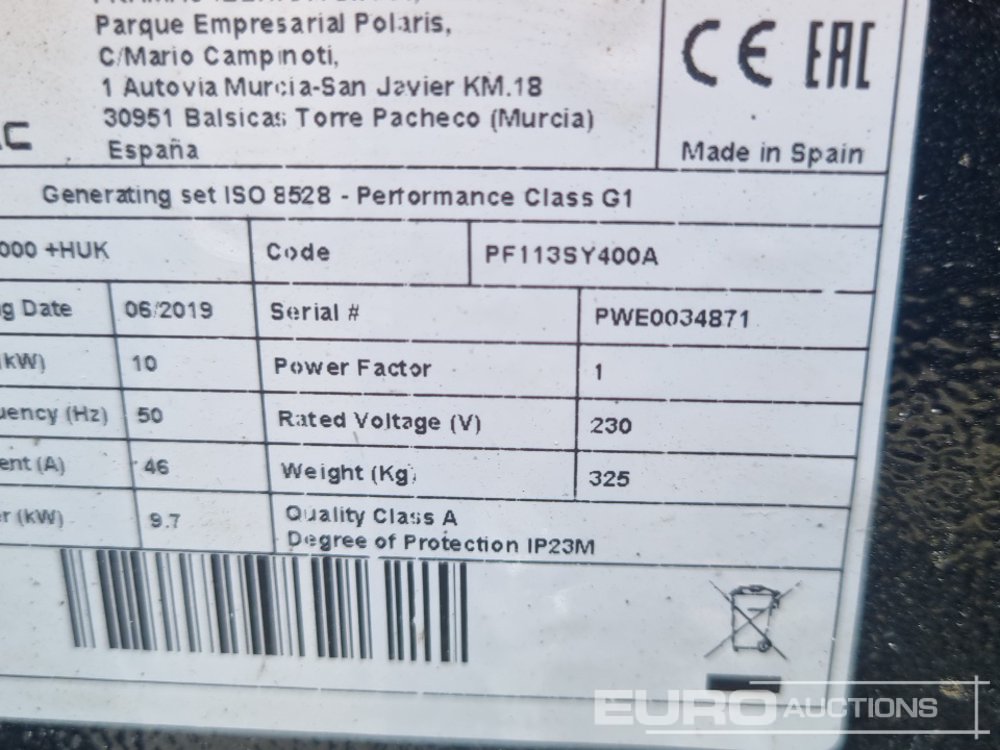 Parque Empresarial Polaris,
C/Mario Campinoti,
1 Autovia Murcia-San Javier KM.18
30951 Balsicas Torre Pacheco (Murcia)
España
CE EAC
Made in Spain
Generating set ISO 8528 - Performance Class G1
000 +HUK Code PF113SY400A
g Date 06/2019 Serial # PWE0034871
(kW) 10 Power Factor 1
uency (Hz) 50 Rated Voltage (V) 230
ent (A) 46 Weight (Kg) 325
r (kW) 9.7 Quality Class A
Degree of Protection IP23M
EURO AUCTIONS